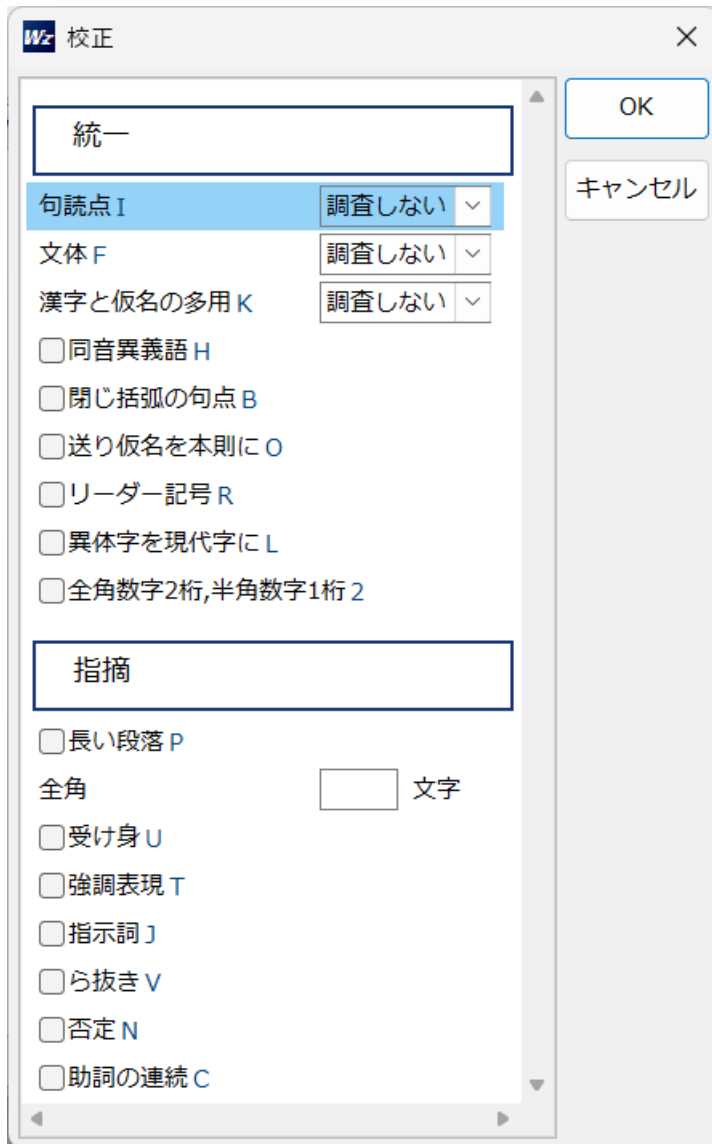 Wz 校正
OK
キャンセル
統一
句読点 I 調査しない
文体 F 調査しない
漢字と仮名の多用 K 調査しない
同音異義語 H
閉じ括弧の句点 B
送り仮名を本則に O
リーダー記号 R
異体字を現代字に L
全角数字2桁,半角数字1桁 2
指摘
長い段落 P
全角 文字
受け身 U
強調表現 T
指示詞 J
ら抜き V
否定 N
助詞の連続 C